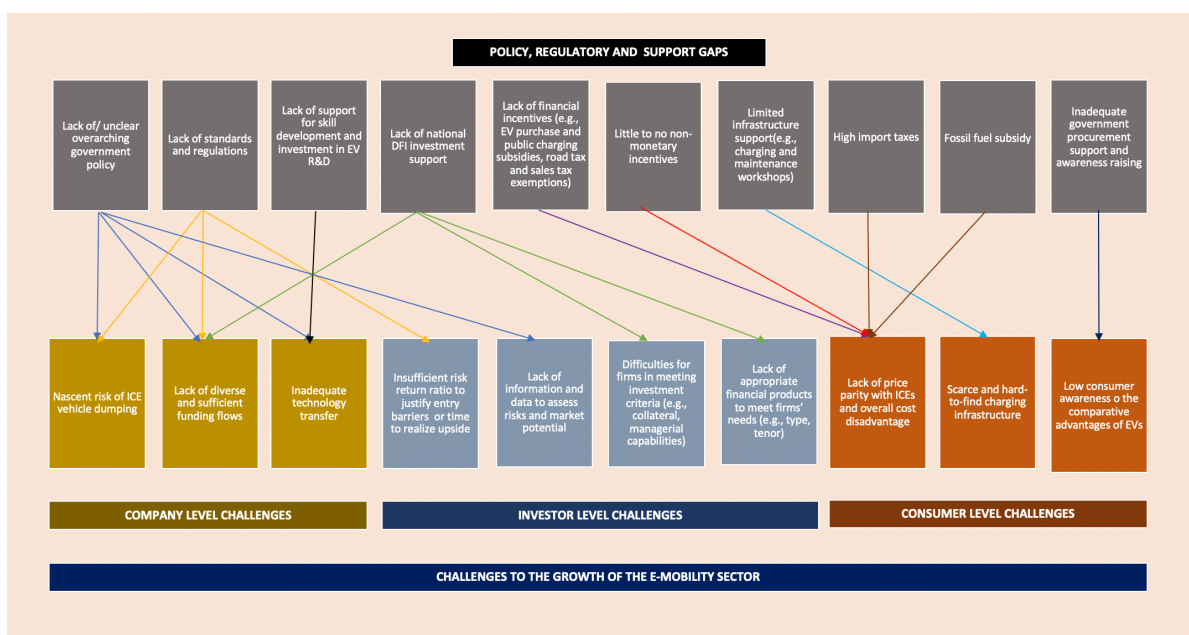 POLICY, REGULATORY AND SUPPORT GAPS
Lack of/ unclear
overarching
government
policy
Lack of standards
and regulations
Lack of support
for skill
development and
investment in EV
R&D
Lack of national
DFI investment
support
Lack of financial
incentives (e.g.,
EV purchase and
public charging
subsidies, road tax
and sales tax
exemptions)
Little to no non-
monetary
incentives
Limited
infrastructure
support(e.g.,
charging and
maintenance
workshops)
High import taxes
Fossil fuel subsidy
Inadequate
government
procurement
support and
awareness raising
Nascent risk of ICE
vehicle dumping
Lack of diverse
and sufficient
funding flows
Inadequate
technology
transfer
Insufficient risk
return ratio to
justify entry
barriers or time
to realize upside
Lack of
information and
data to assess
risks and market
potential
Difficulties for
firms in meeting
investment
criteria (e.g.,
collateral,
managerial
capabilities)
Lack of
appropriate
financial products
to meet firms'
needs (e.g., type,
tenor)
Lack of price
parity with ICEs
and overall cost
disadvantage
Scarce and hard-
to-find charging
infrastructure
Low consumer
awareness o the
comparative
advantages of EVs
COMPANY LEVEL CHALLENGES
INVESTOR LEVEL CHALLENGES
CONSUMER LEVEL CHALLENGES
CHALLENGES TO THE GROWTH OF THE E-MOBILITY SECTOR